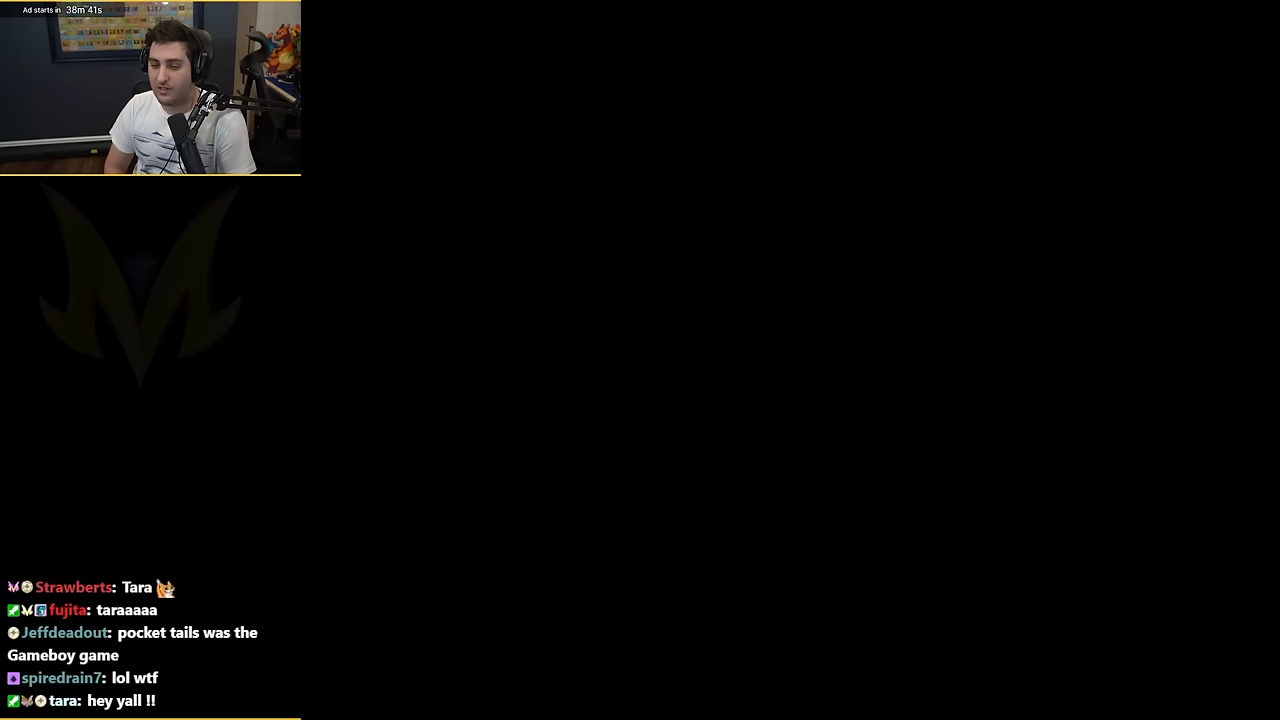 Ad starts in 38m 41s
Strawberts: Tara
fujita: taraaaaa
Jeffdeadout: pocket tails was the
Gameboy game
spiredrain7: lol wtf
tara: hey yall !!